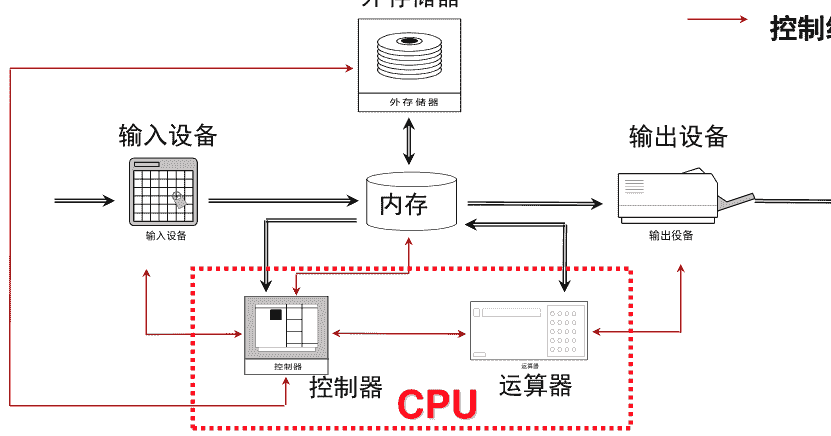 外存储器
控制
外存储器
输入设备
输出设备
内存
输入设备
输出役备
控制器
运算器
控制器
运算器
CPU